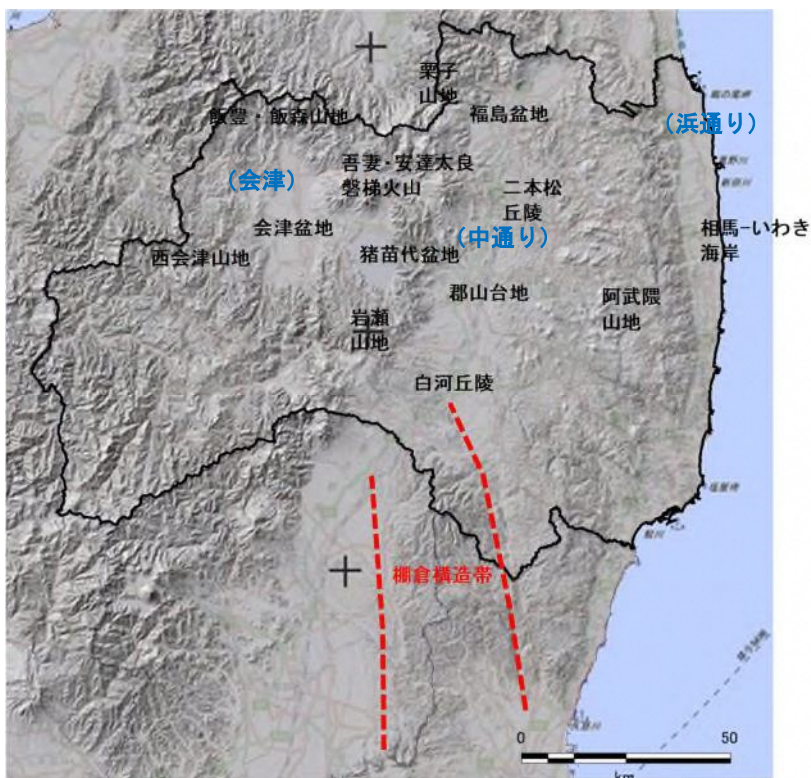 栗子
山地
飯豊・飯森山地
福島盆地
(浜通り)
吾妻・安達太良
磐梯火山
(会津)
二本松
丘陵
会津盆地
(中通り)
相馬-いわき
海岸
西会津山地
猪苗代盆地
郡山台地
阿武隈
山地
岩瀬
山地
白河丘陵
棚倉構造帯
0
50
km